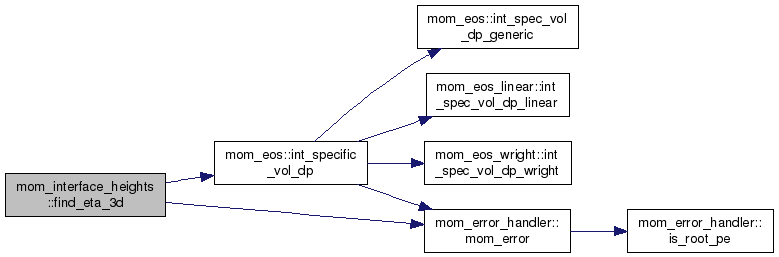 mom_eos::int_spec_vol
_dp_generic
mom_eos_linear::int
_spec_vol_dp_linear
mom_eos::int_specific
_vol_dp
mom_eos_wright::int
_spec_vol_dp_wright
mom_interface_heights
::find_eta_3d
mom_error_handler::
mom_error
mom_error_handler::
is_root_pe